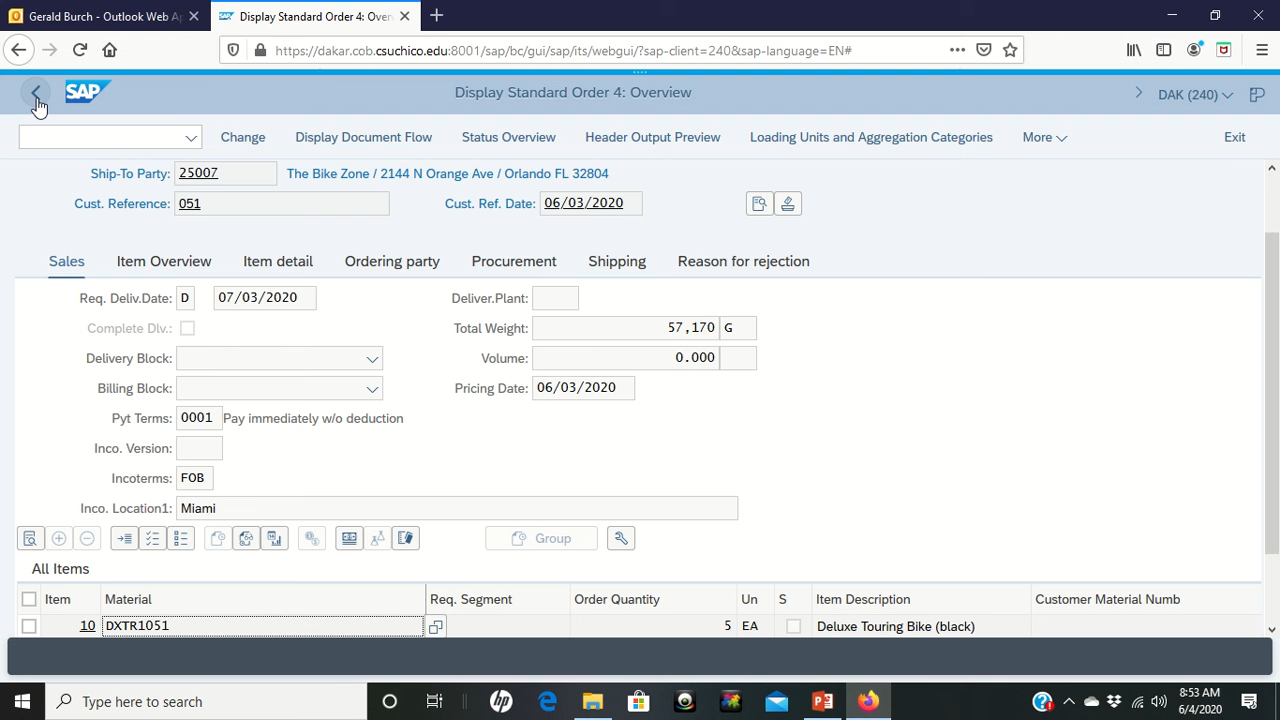 Gerald Burch - Outlook Web Ap
Display Standard Order 4: Over
https://dakar.cob.csuchico.edu:8001/sap/bc/gui/sap/its/webgui/?sap-client=240&sap-language=EN#
SAP
Display Standard Order 4: Overview
DAK (240)
Change
Display Document Flow
Status Overview
Header Output Preview
Loading Units and Aggregation Categories
More
Exit
Ship-To Party: 25007 The Bike Zone / 2144 N Orange Ave / Orlando FL 32804
Cust. Reference: 051 Cust. Ref. Date: 06/03/2020
Sales Item Overview Item detail Ordering party Procurement Shipping Reason for rejection
Req. Deliv.Date: D 07/03/2020 Deliver.Plant:
Complete Dlv.: Total Weight: 57,170 G
Delivery Block: Volume: 0.000
Billing Block: Pricing Date: 06/03/2020
Pyt Terms: 0001 Pay immediately w/o deduction
Inco. Version:
Incoterms: FOB
Inco. Location1: Miami
Group
All Items
Item Material Req. Segment Order Quantity Un S Item Description Customer Material Numb
10 DXTR1051 5 EA Deluxe Touring Bike (black)
Type here to search
8:53 AM
6/4/2020